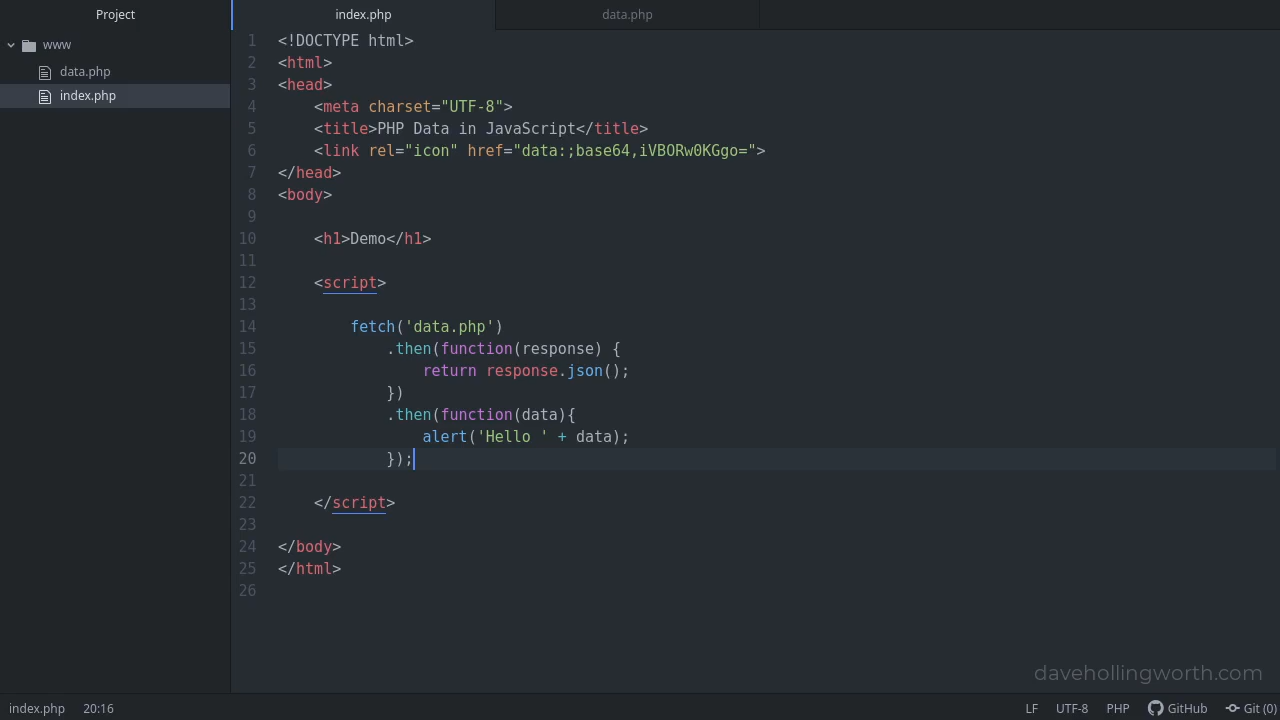 Project
index.php
data.php
www
data.php
index.php
1 <!DOCTYPE html>
2 <html>
3 <head>
4     <meta charset="UTF-8">
5     <title>PHP Data in JavaScript</title>
6     <link rel="icon" href="data:;base64,iVBORw0KGgo=">
7 </head>
8 <body>
9
10     <h1>Demo</h1>
11
12     <script>
13
14         fetch('data.php')
15             .then(function(response) {
16                 return response.json();
17             })
18             .then(function(data){
19                 alert('Hello ' + data);
20             });
21
22     </script>
23
24 </body>
25 </html>
26
davehollingworth.com
index.php 20:16 LF UTF-8 PHP GitHub Git (0)